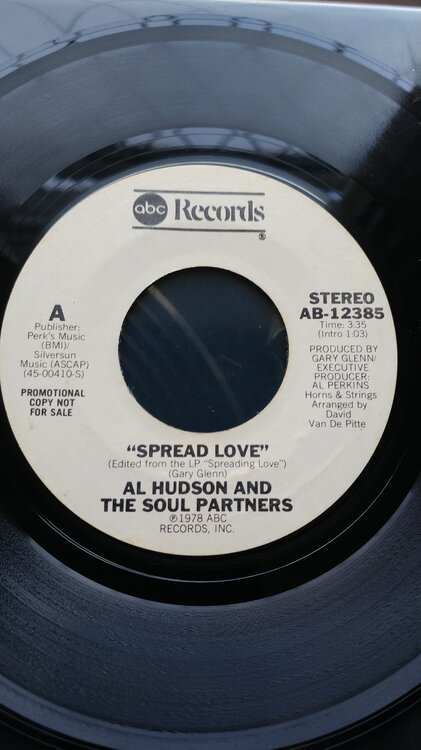 abc Records
®
A
Publisher:
Perk's Music
(BMI)/
Silversun
Music (ASCAP)
(45-00410-S)
PROMOTIONAL
COPY NOT
FOR SALE
STEREO
AB-12385
Time: 3:35
(Intro 1.03)
PRODUCED BY
GARY GLENN/
EXECUTIVE
PRODUCER:
AL PERKINS
Horns & Strings
Arranged by
David
Van De Pitte
"SPREAD LOVE"
(Edited from the LP "Spreading Love")
(Gary Glenn)
AL HUDSON AND
THE SOUL PARTNERS
℗1978 ABC
RECORDS, INC.